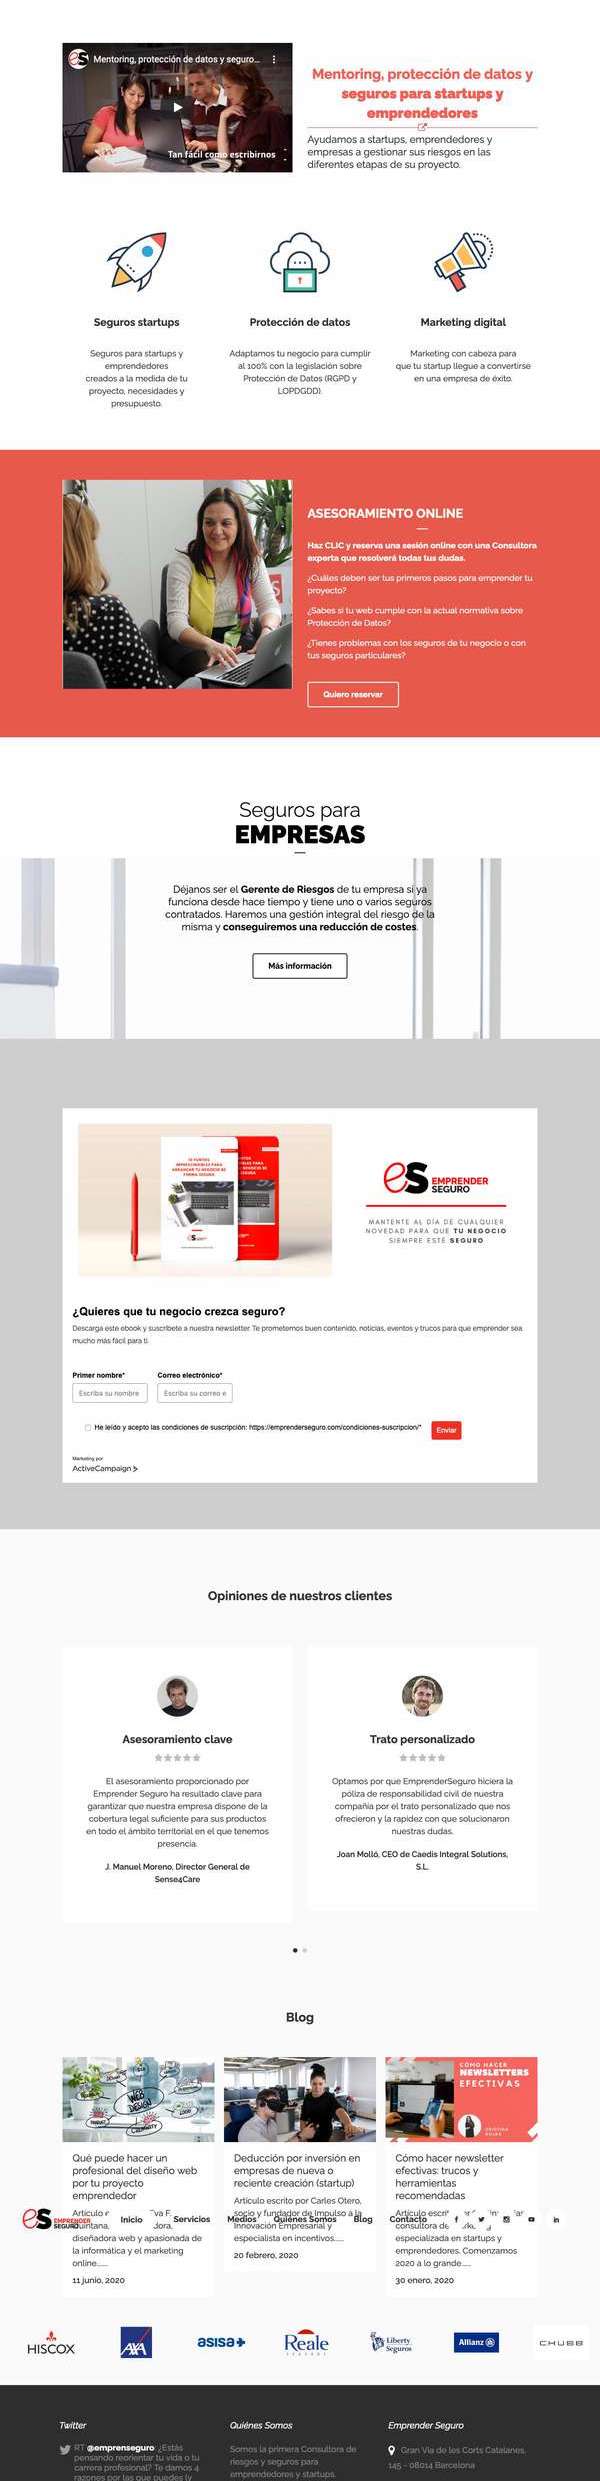 Mentoring, protección de datos y seguro...
Tan fácil como escribirnos
Mentoring, protección de datos y
seguros para startups y
emprendedores
Ayudamos a startups, emprendedores y
empresas a gestionar sus riesgos en las
diferentes etapas de su proyecto.
Seguros startups
Seguros para startups y
emprendedores
creados a la medida de tu
proyecto, necesidades y
presupuesto.
Protección de datos
Adaptamos tu negocio para cumplir
al 100% con la legislación sobre
Protección de Datos (RGPD y
LOPDGDD).
Marketing digital
Marketing con cabeza para
que tu startup llegue a convertirse
en una empresa de éxito.
ASESORAMIENTO ONLINE
Haz CLIC y reserva una sesión online con una Consultora
experta que resolverá todas tus dudas.
¿Cuáles deben ser tus primeros pasos para emprender tu
proyecto?
¿Sabes si tu web cumple con la actual normativa sobre
Protección de Datos?
¿Tienes problemas con los seguros de tu negocio o con
tus seguros particulares?
Quiero reservar
Seguros para
EMPRESAS
Déjanos ser el Gerente de Riesgos de tu empresa si ya
funciona desde hace tiempo y tiene uno o varios seguros
contratados. Haremos una gestión integral del riesgo de la
misma y conseguiremos una reducción de costes.
Más información
eS EMPRENDER
SEGURO
MANTENTE AL DÍA DE CUALQUIER
NOVEDAD PARA QUE TU NEGOCIO
SIEMPRE ESTÉ SEGURO
¿Quieres que tu negocio crezca seguro?
Descarga este ebook y suscríbete a nuestra newsletter. Te prometemos buen contenido, noticias, eventos y trucos para que emprender sea
mucho más fácil para ti.
Primer nombre*
Correo electrónico*
Escriba su nombre
Escriba su correo e
He leído y acepto las condiciones de suscripción: https://emprenderseguro.com/condiciones-suscripcion/*
Enviar
Marketing por
ActiveCampaign >
Opiniones de nuestros clientes
Asesoramiento clave
El asesoramiento proporcionado por
Emprender Seguro ha resultado clave para
garantizar que nuestra empresa dispone de la
cobertura legal suficiente para sus productos
en todo el ámbito territorial en el que tenemos
presencia.
J. Manuel Moreno, Director General de
Sense4Care
Trato personalizado
Optamos por que EmprenderSeguro hiciera la
póliza de responsabilidad civil de nuestra
compañía por el trato personalizado que nos
ofrecieron y la rapidez con que solucionaron
nuestras dudas.
Joan Molló, CEO de Caedis Integral Solutions,
S.L.
Blog
WEB
DESIGN
CÓMO HACER
NEWSLETTERS
EFECTIVAS
Qué puede hacer un
profesional del diseño web
por tu proyecto
emprendedor
diseñadora web y apasionada de
la informática y el marketing
online......
11 junio, 2020
Deducción por inversión en
empresas de nueva o
reciente creación (startup)
Artículo escrito por Carlos Otero,
socio y fundador de Impulso a la
Innovación Empresarial y
especialista en incentivos......
20 febrero, 2020
Cómo hacer newsletter
efectivas: trucos y
herramientas
recomendadas
especializada en startups y
emprendedores. Comenzamos
2020 a lo grande......
30 enero, 2020
eS EMPRENDER
SEGURO
Inicio
Servicios
Medios
Quiénes Somos
Blog
Contacto
HISCOX
AXA
asisa+
Reale
SEGUROS
Liberty
Seguros
Allianz
CHUBB
Twitter
RT @emprenseguro: ¿Estás
pensando reorientar tu vida o tu
carrera profesional? Te damos 4
razones por las que puedes (y
Quiénes Somos
Somos la primera Consultora de
riesgos y seguros para
emprendedores y startups.
Emprender Seguro
Gran Via de les Corts Catalanes,
145 - 08014 Barcelona